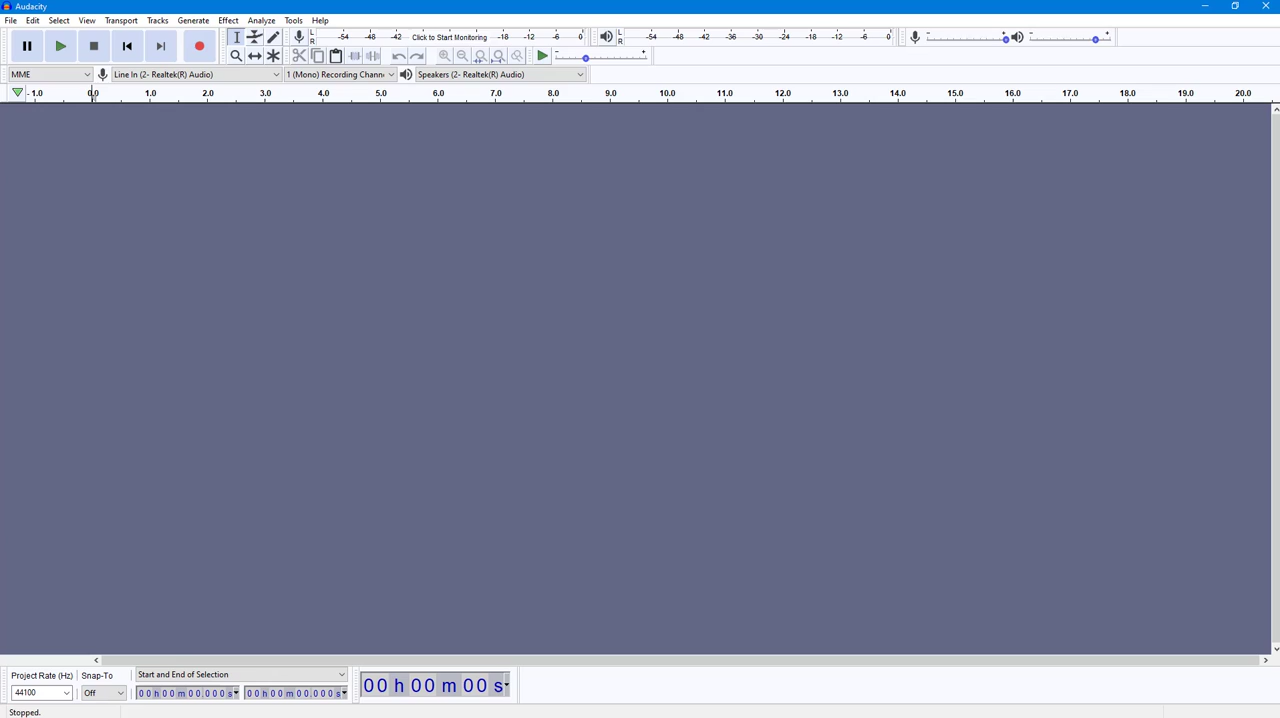 Audacity
File Edit Select View Transport Tracks Generate Effect Analyze Tools Help
L R -54 -48 -42 Click to Start Monitoring -18 -12 -6 0 L R -54 -48 -42 -36 -30 -24 -18 -12 -6 0 - + - +
- +
MME Line In (2- Realtek(R) Audio) 1 (Mono) Recording Chann Speakers (2- Realtek(R) Audio)
- 1.0 0.0 1.0 2.0 3.0 4.0 5.0 6.0 7.0 8.0 9.0 10.0 11.0 12.0 13.0 14.0 15.0 16.0 17.0 18.0 19.0 20.0
Project Rate (Hz) Snap-To Start and End of Selection
44100 Off 00 h 00 m 00.000 s 00 h 00 m 00.000 s 00 h 00 m 00 s
Stopped.